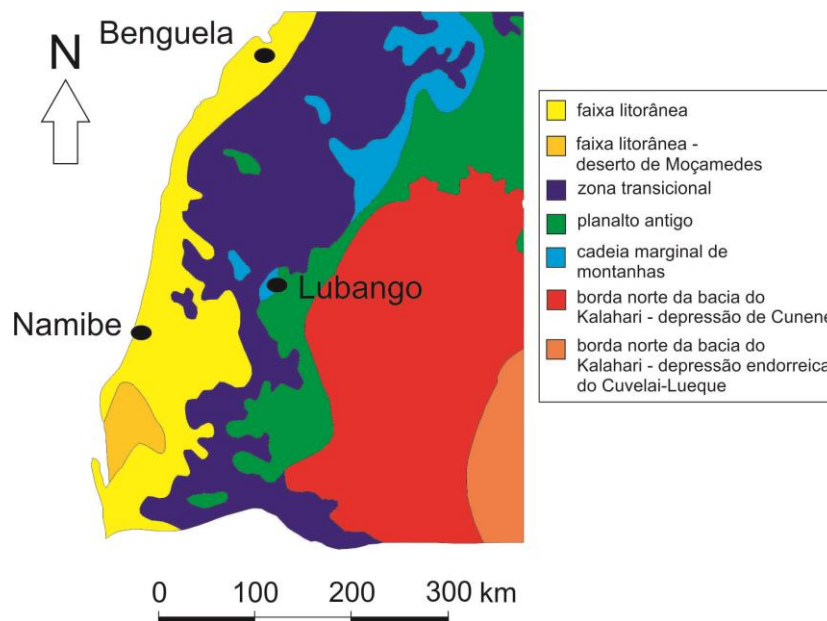 Benguela
N
Lubango
Namibe
faixa litorânea
faixa litorânea -
deserto de Moçamedes
zona transicional
planalto antigo
cadeia marginal de
montanhas
borda norte da bacia do
Kalahari - depressão de Cunene
borda norte da bacia do
Kalahari - depressão endorreica
do Cuvelai-Lueque
0 100 200 300 km